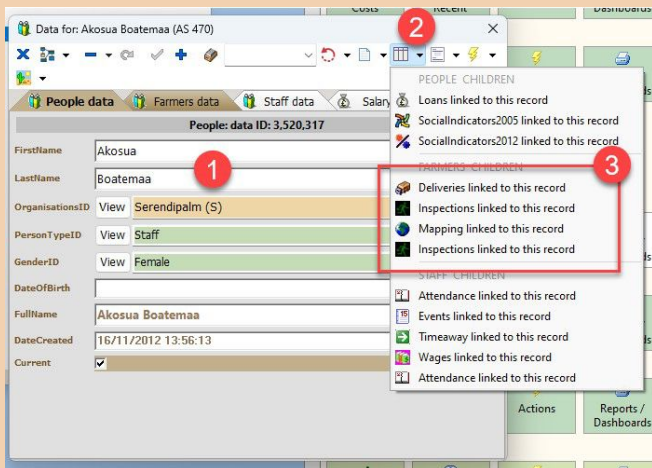 Costs
Recent
Dashboards
Data for: Akosua Boatemaa (AS 470)
2
People data
Farmers data
Staff data
Salary
People: data ID: 3,520,317
FirstName
Akosua
LastName
Boatemaa
1
OrganisationsID
View
Serendipalm (S)
PersonTypeID
View
Staff
GenderID
View
Female
DateOfBirth
FullName
Akosua Boatemaa
DateCreated
16/11/2012 13:56:13
Current
PEOPLE CHILDREN
Loans linked to this record
SocialIndicators2005 linked to this record
SocialIndicators2012 linked to this record
3
FARMERS CHILDREN
Deliveries linked to this record
Inspections linked to this record
Mapping linked to this record
Inspections linked to this record
STAFF CHILDREN
Attendance linked to this record
Events linked to this record
Timeaway linked to this record
Wages linked to this record
Attendance linked to this record
Actions
Reports /
Dashboards